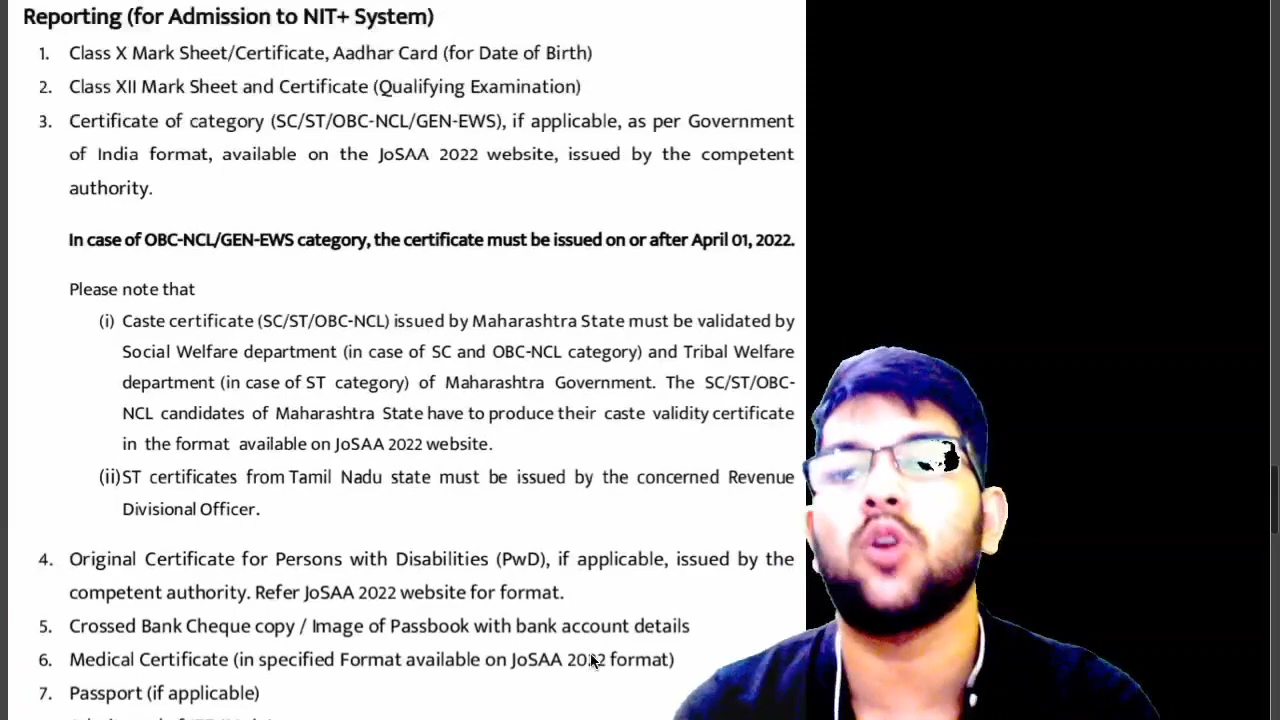 Reporting (for Admission to NIT+ System)
1. Class X Mark Sheet/Certificate, Aadhar Card (for Date of Birth)
2. Class XII Mark Sheet and Certificate (Qualifying Examination)
3. Certificate of category (SC/ST/OBC-NCL/GEN-EWS), if applicable, as per Government
of India format, available on the JoSAA 2022 website, issued by the competent
authority.
In case of OBC-NCL/GEN-EWS category, the certificate must be issued on or after April 01, 2022.
Please note that
(i) Caste certificate (SC/ST/OBC-NCL) issued by Maharashtra State must be validated by
Social Welfare department (in case of SC and OBC-NCL category) and Tribal Welfare
department (in case of ST category) of Maharashtra Government. The SC/ST/OBC-
NCL candidates of Maharashtra State have to produce their caste validity certificate
in the format available on JoSAA 2022 website.
(ii)ST certificates from Tamil Nadu state must be issued by the concerned Revenue
Divisional Officer.
4. Original Certificate for Persons with Disabilities (PwD), if applicable, issued by the
competent authority. Refer JoSAA 2022 website for format.
5. Crossed Bank Cheque copy / Image of Passbook with bank account details
6. Medical Certificate (in specified Format available on JoSAA 2022 format)
7. Passport (if applicable)